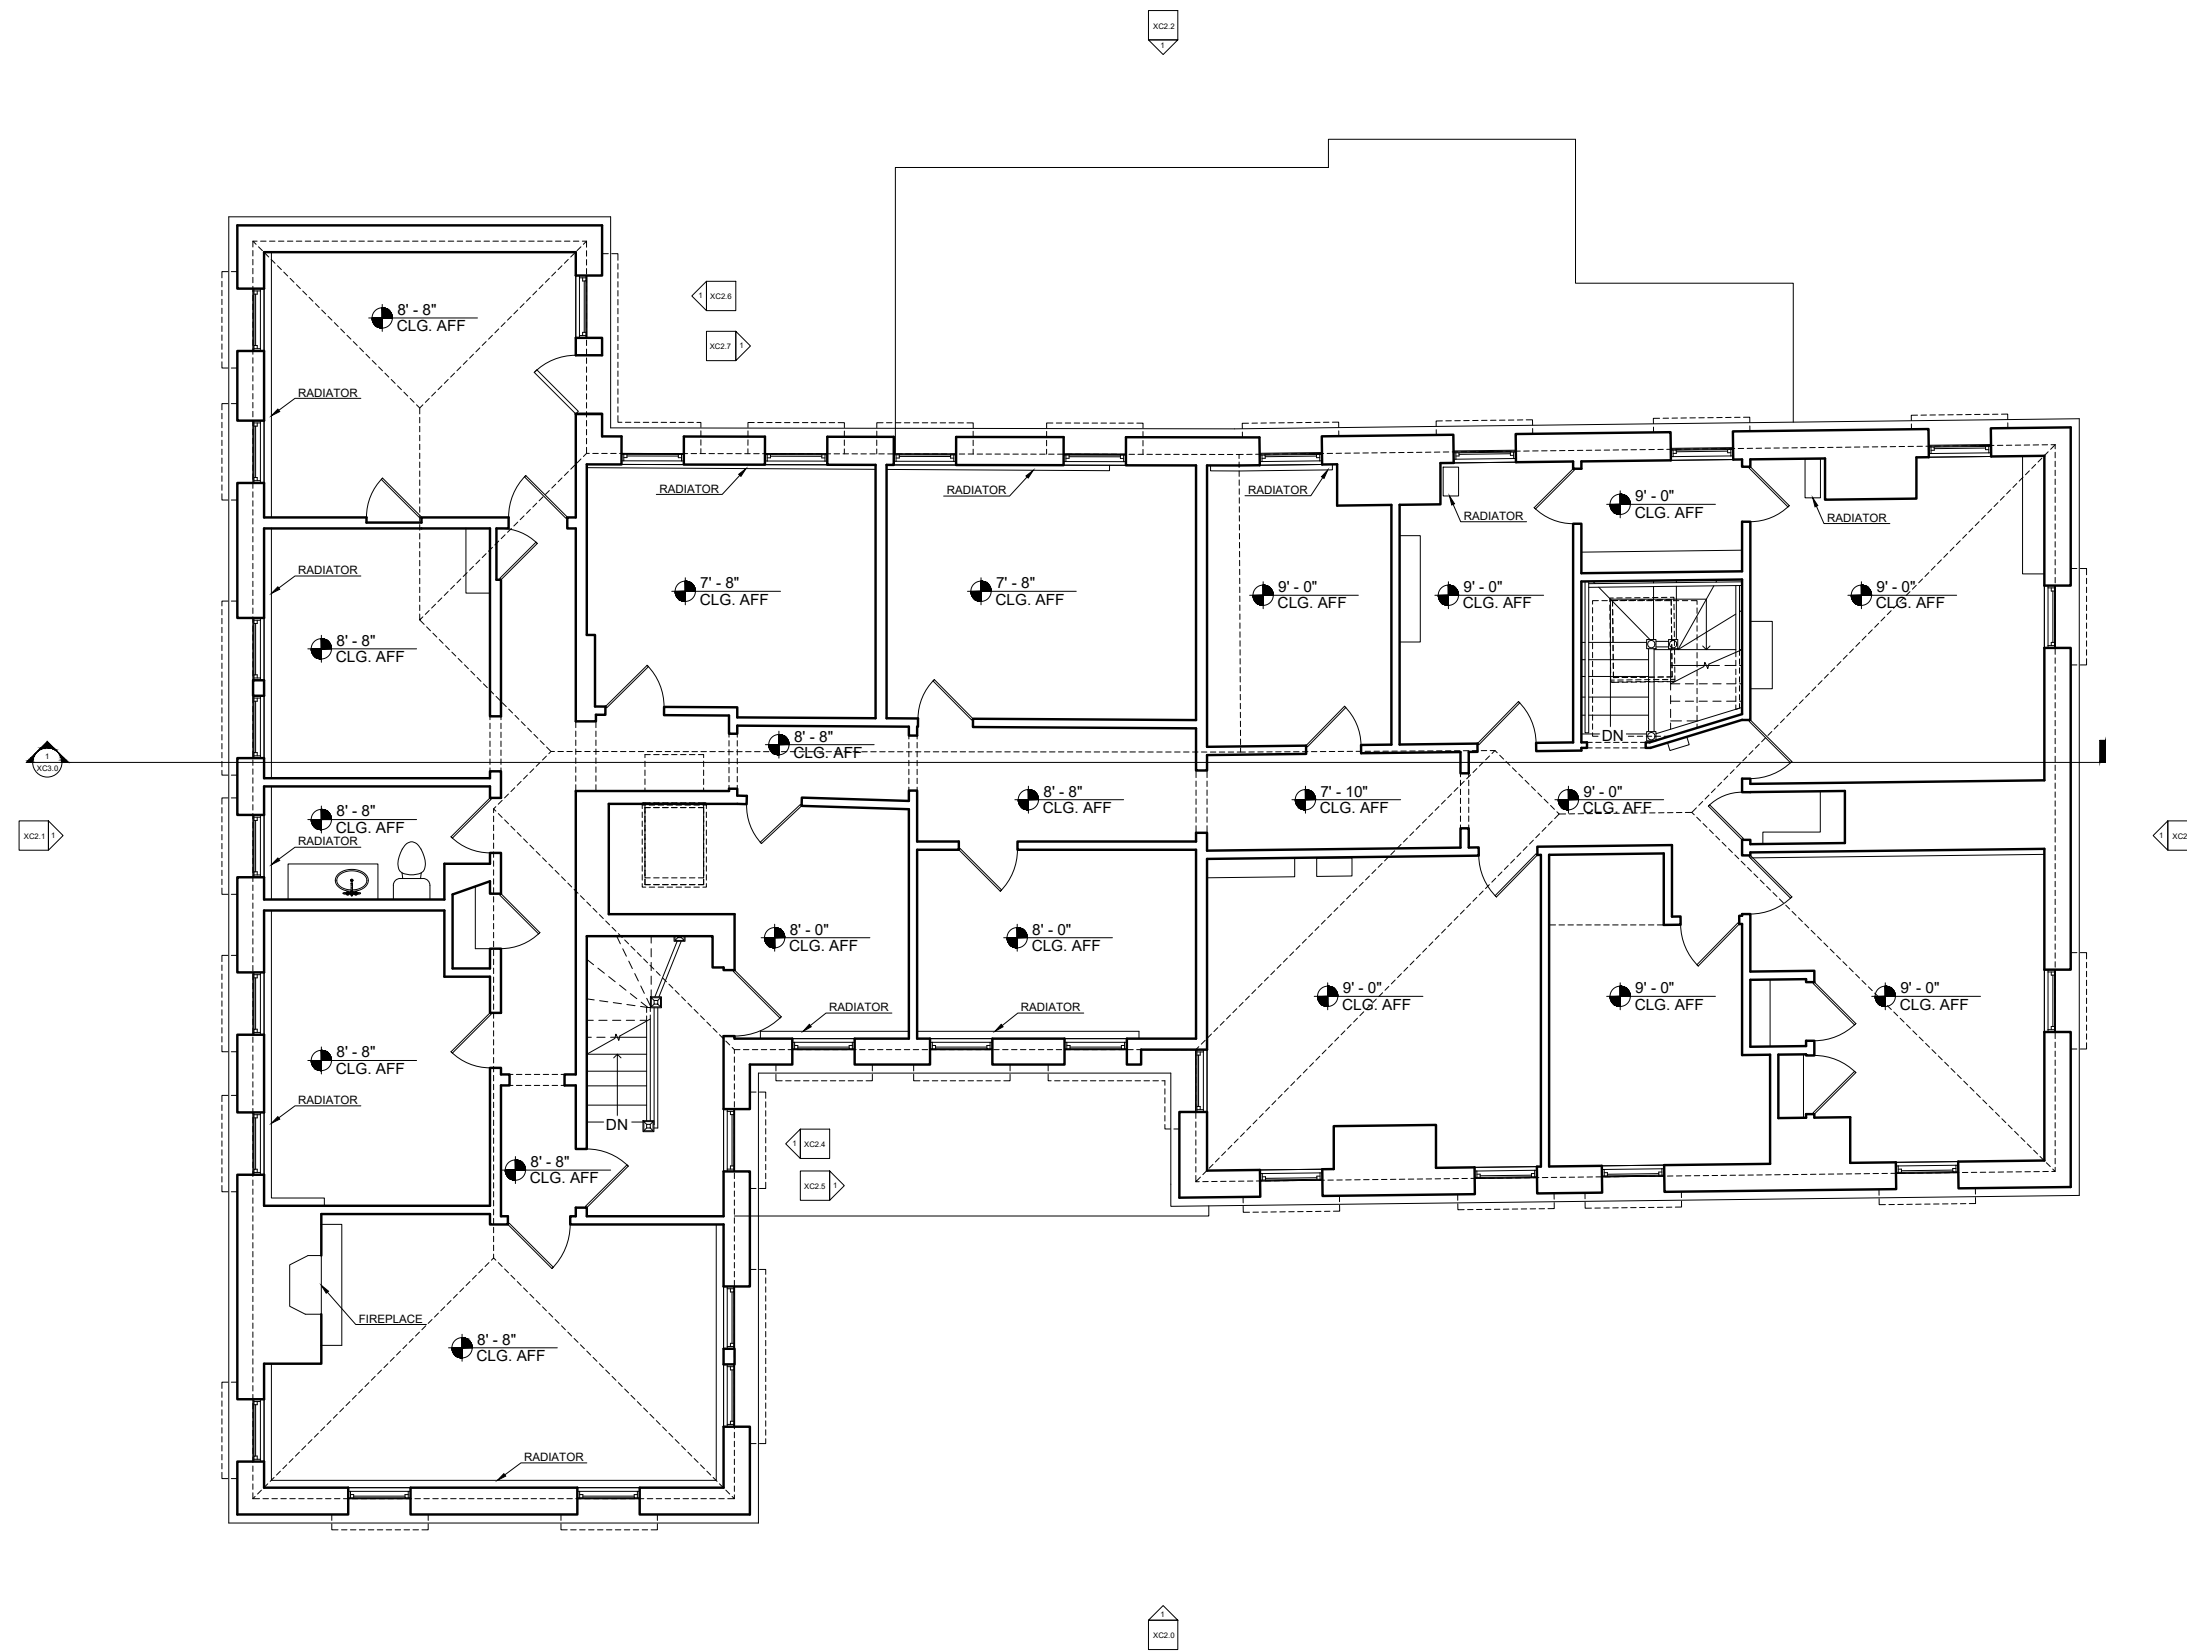 XC2.2
1
8' - 8"
CLG. AFF
1
XC2.6
XC2.7
1
RADIATOR
RADIATOR
RADIATOR
RADIATOR
RADIATOR
RADIATOR
9' - 0"
CLG. AFF
RADIATOR
7' - 8"
CLG. AFF
7' - 8"
CLG. AFF
9' - 0"
CLG. AFF
9' - 0"
CLG. AFF
9' - 0"
CLG. AFF
8' - 8"
CLG. AFF
8' - 8"
CLG. AFF
DN
1
XC3.0
8' - 8"
CLG. AFF
8' - 8"
CLG. AFF
7' - 10"
CLG. AFF
9' - 0"
CLG. AFF
XC2.1
1
RADIATOR
1
8' - 0"
CLG. AFF
8' - 0"
CLG. AFF
9' - 0"
CLG. AFF
9' - 0"
CLG. AFF
9' - 0"
CLG. AFF
RADIATOR
RADIATOR
8' - 8"
CLG. AFF
RADIATOR
DN
1
XC2.4
8' - 8"
CLG. AFF
XC2.5
1
FIREPLACE
8' - 8"
CLG. AFF
RADIATOR
1
XC2.0